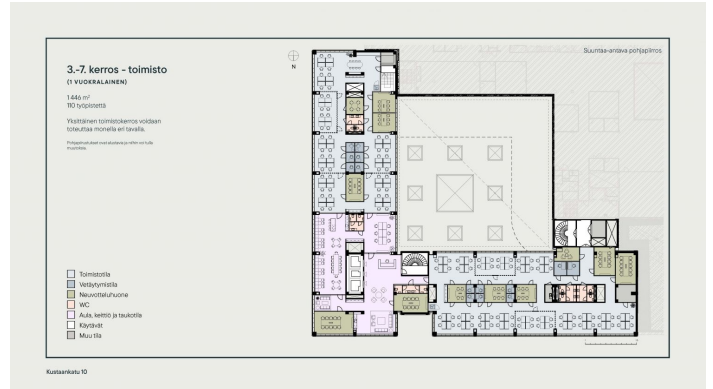 Suuntaa-antava pohjapiirros.
3.-7. kerros - toimisto
(1 VUOKRALAINEN)
N
1 446 m²
110 työpistettä
Yksittäinen toimistokerros voidaan
toteuttaa monella eri tavalla.
Toimistotila
Vetäytymistila
Neuvotteluhuone
WC
Aula, keittiö ja taukotila
Käytävät
Muu tila
Kustaankatu 10